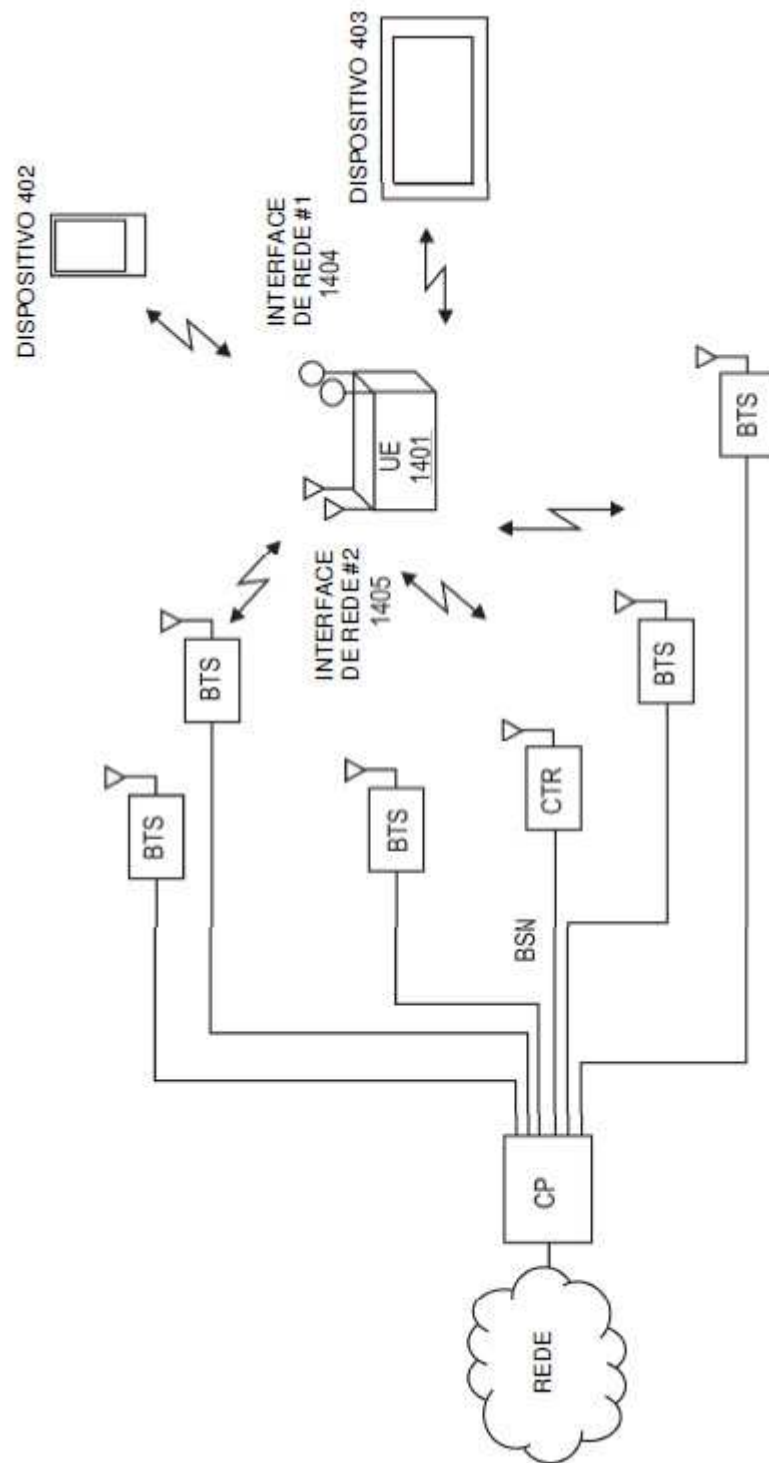 REDE
CP
BSN
BTS
BTS
BTS
CTR
BTS
BTS
INTERFACE
DE REDE #2
1405
UE
1401
INTERFACE
DE REDE #1
1404
DISPOSITIVO 402
DISPOSITIVO 403